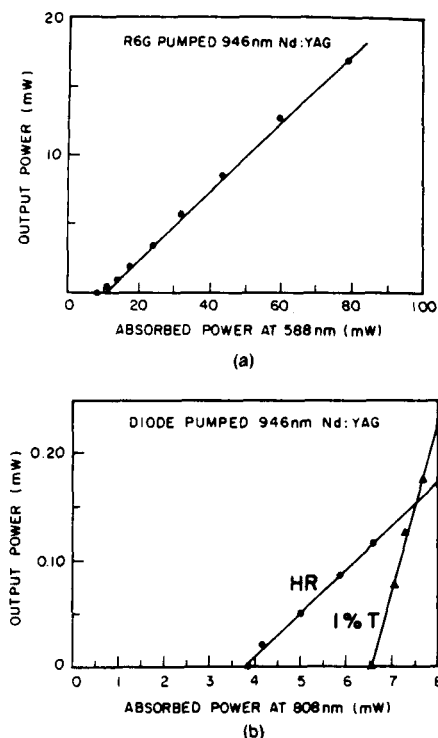 R6G PUMPED 946nm Nd:YAG
20
10
0
OUTPUT POWER (mW)
0 20 40 60 80 100
ABSORBED POWER AT 588nm (mW)
(a)
DIODE PUMPED 946nm Nd:YAG
0.20
0.10
0
OUTPUT POWER (mW)
HR
1%T
0 1 2 3 4 5 6 7 8
ABSORBED POWER AT 808nm (mW)
(b)